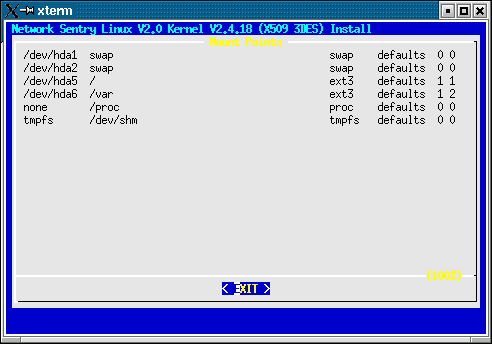 xterm
Network Sentry Linux V2.0 Kernel V2.4.18 (X509 3DES) Install
Mount Points
/dev/hda1 swap swap defaults 0 0
/dev/hda2 swap swap defaults 0 0
/dev/hda5 / ext3 defaults 1 1
/dev/hda6 /var ext3 defaults 1 2
none /proc proc defaults 0 0
tmpfs /dev/shm tmpfs defaults 0 0
(100%)
< EXIT >